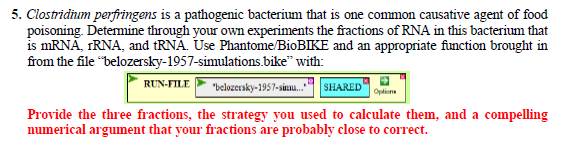 5. Clostridium perfringens is a pathogenic bacterium that is one common causative agent of food
poisoning. Determine through your own experiments the fractions of RNA in this bacterium that
is mRNA, rRNA, and tRNA. Use Phantome/BioBIKE and an appropriate function brought in
from the file “belozersky-1957-simulations.bike” with:
RUN-FILE "belozersky-1957-simu..." SHARED Options
Provide the three fractions, the strategy you used to calculate them, and a compelling
numerical argument that your fractions are probably close to correct.